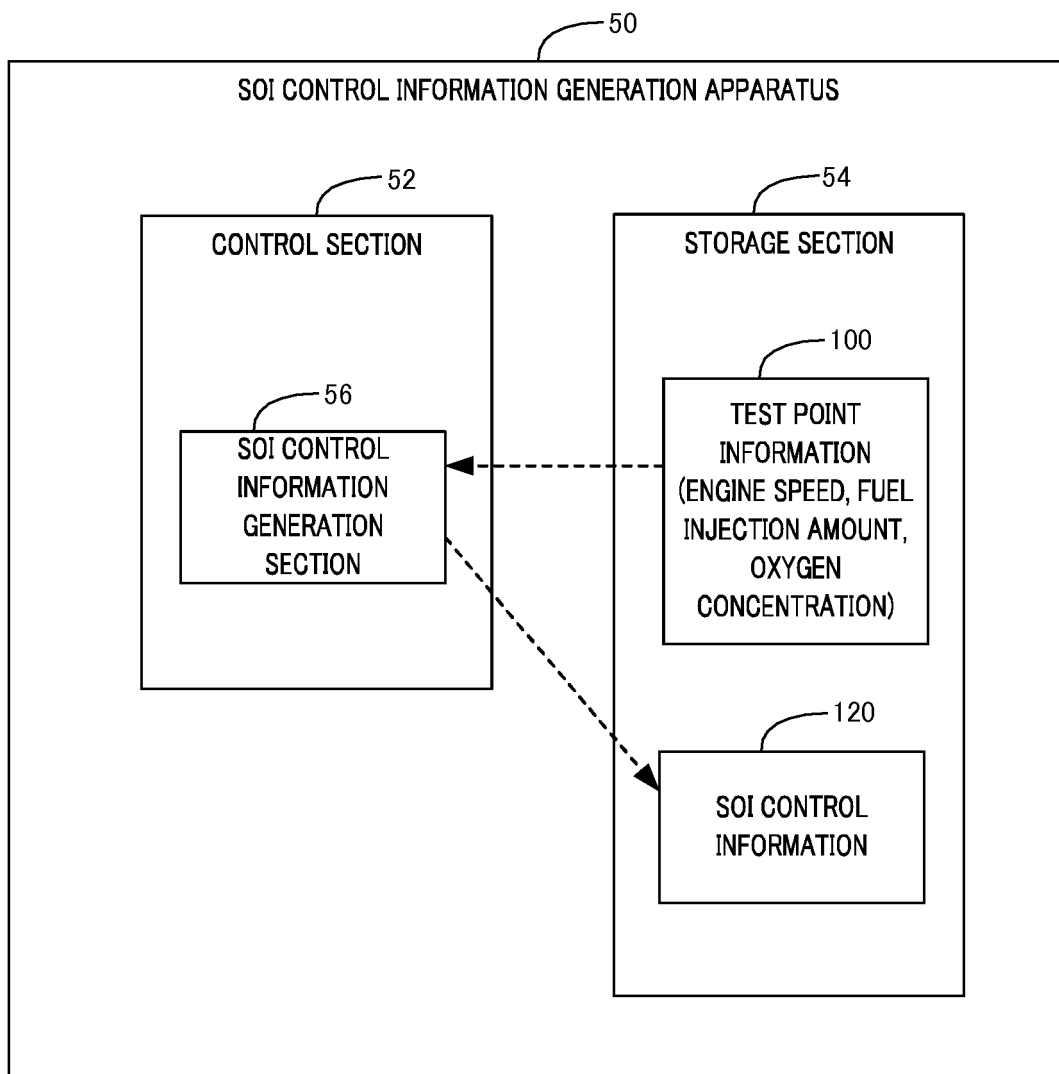 50
SOI CONTROL INFORMATION GENERATION APPARATUS
52
CONTROL SECTION
56
SOI CONTROL
INFORMATION
GENERATION
SECTION
54
STORAGE SECTION
100
TEST POINT
INFORMATION
(ENGINE SPEED, FUEL
INJECTION AMOUNT,
OXYGEN
CONCENTRATION)
120
SOI CONTROL
INFORMATION